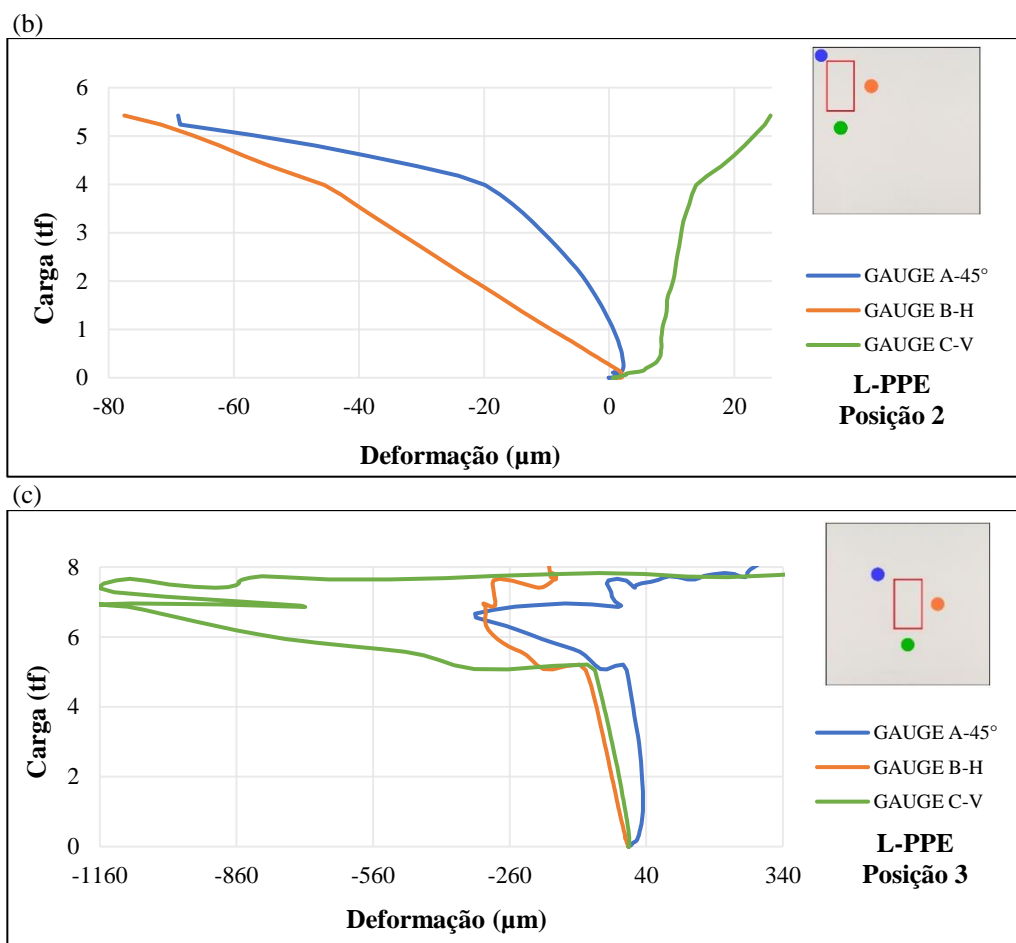 (b)
6
5
4
3
2
1
0
-80 -60 -40 -20 0 20
Carga (tf)
Deformação (µm)
GAUGE A-45°
GAUGE B-H
GAUGE C-V
L-PPE
Posição 2
(c)
8
6
4
2
0
-1160 -860 -560 -260 40 340
Carga (tf)
Deformação (µm)
GAUGE A-45°
GAUGE B-H
GAUGE C-V
L-PPE
Posição 3